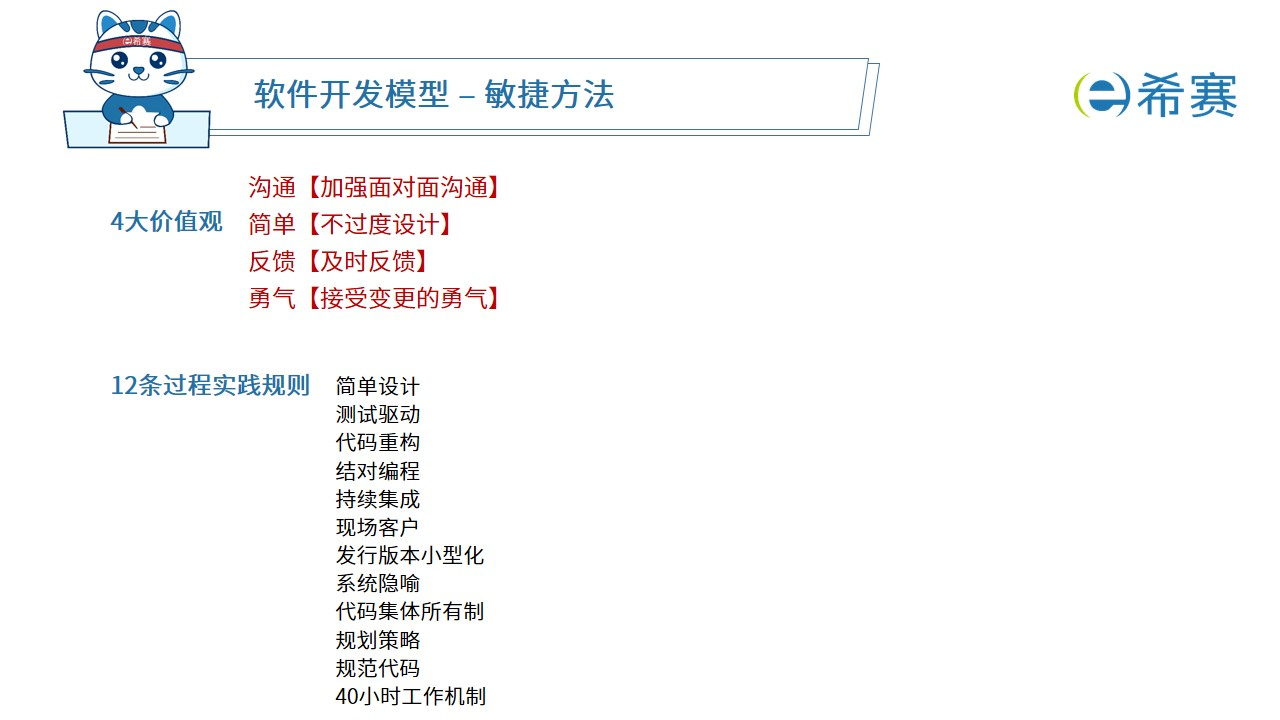 希赛
软件开发模型 – 敏捷方法
希赛
4大价值观
沟通【加强面对面沟通】
简单【不过度设计】
反馈【及时反馈】
勇气【接受变更的勇气】
12条过程实践规则
简单设计
测试驱动
代码重构
结对编程
持续集成
现场客户
发行版本小型化
系统隐喻
代码集体所有制
规划策略
规范代码
40小时工作机制